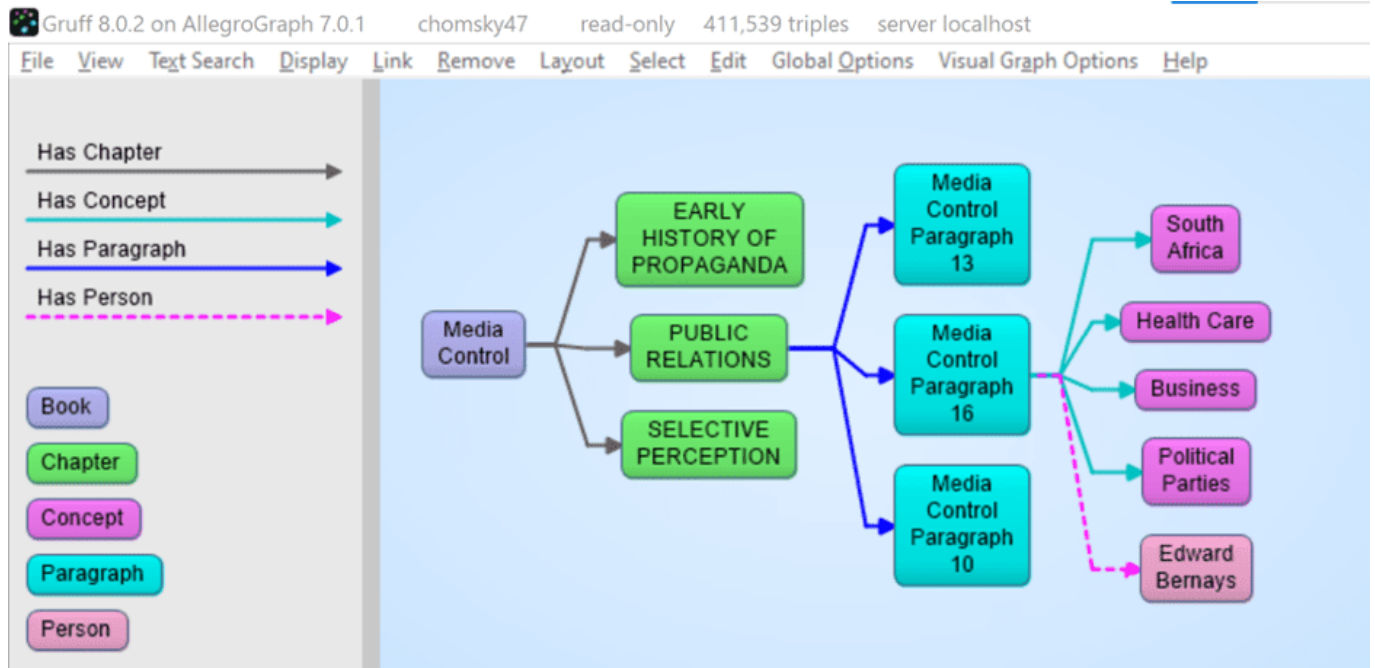 Gruff 8.0.2 on AllegroGraph 7.0.1 chomsky47 read-only 411,539 triples server localhost
File View Text Search Display Link Remove Layout Select Edit Global Options Visual Graph Options Help
Has Chapter
Has Concept
Has Paragraph
Has Person
Book
Chapter
Concept
Paragraph
Person
Media
Control
EARLY
HISTORY OF
PROPAGANDA
PUBLIC
RELATIONS
SELECTIVE
PERCEPTION
Media
Control
Paragraph
13
Media
Control
Paragraph
16
Media
Control
Paragraph
10
South
Africa
Health Care
Business
Political
Parties
Edward
Bernays